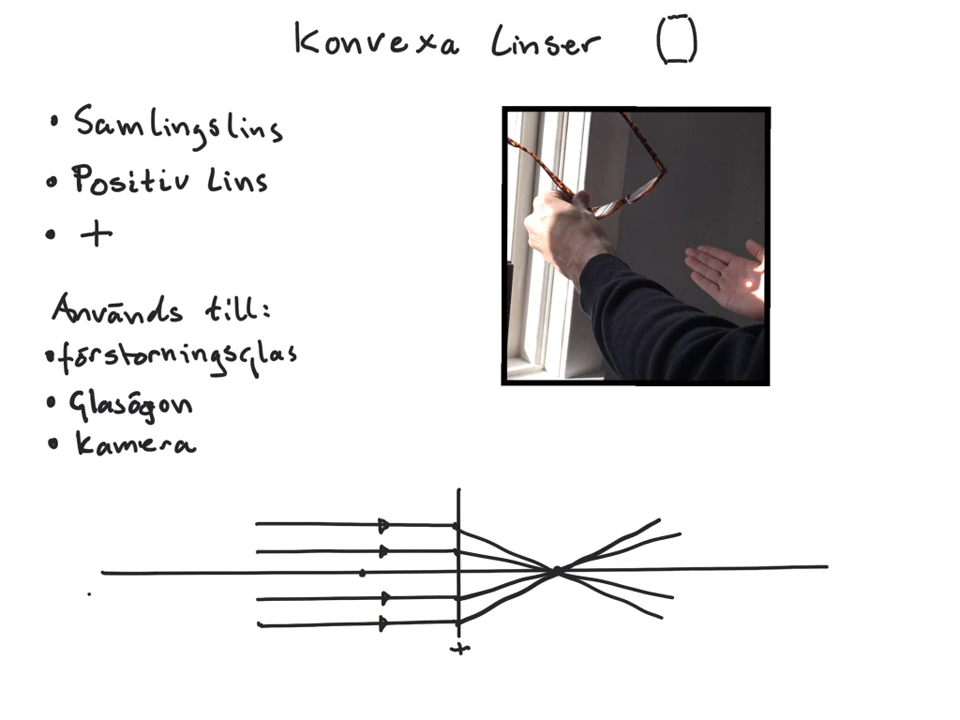 Konvexa Linser
• Samlingslins
• Positiv Lins
• +
Används till:
• förstorningsglas
• Glasögon
• Kamera
+